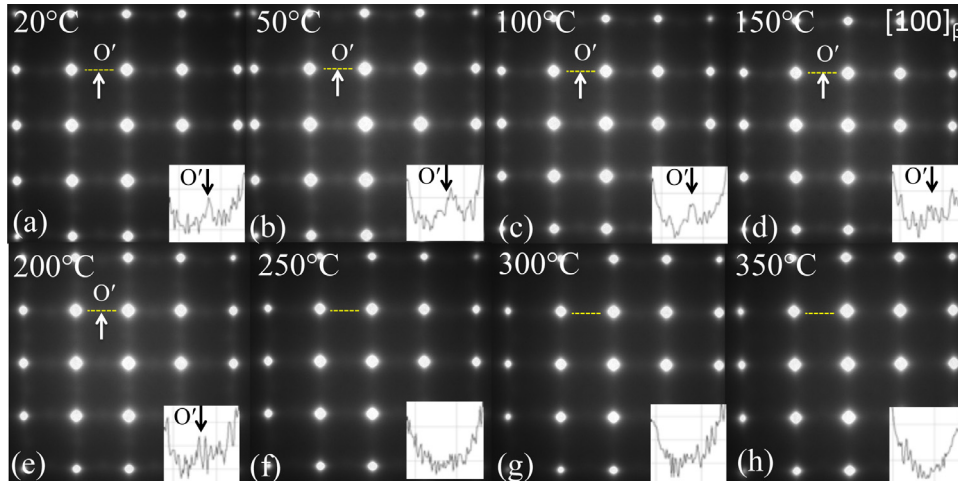 20°C
O′
O′
(a)
50°C
O′
O′
(b)
100°C
O′
O′
(c)
150°C
[100]β
O′
O′
(d)
200°C
O′
O′
(e)
250°C
(f)
300°C
(g)
350°C
(h)